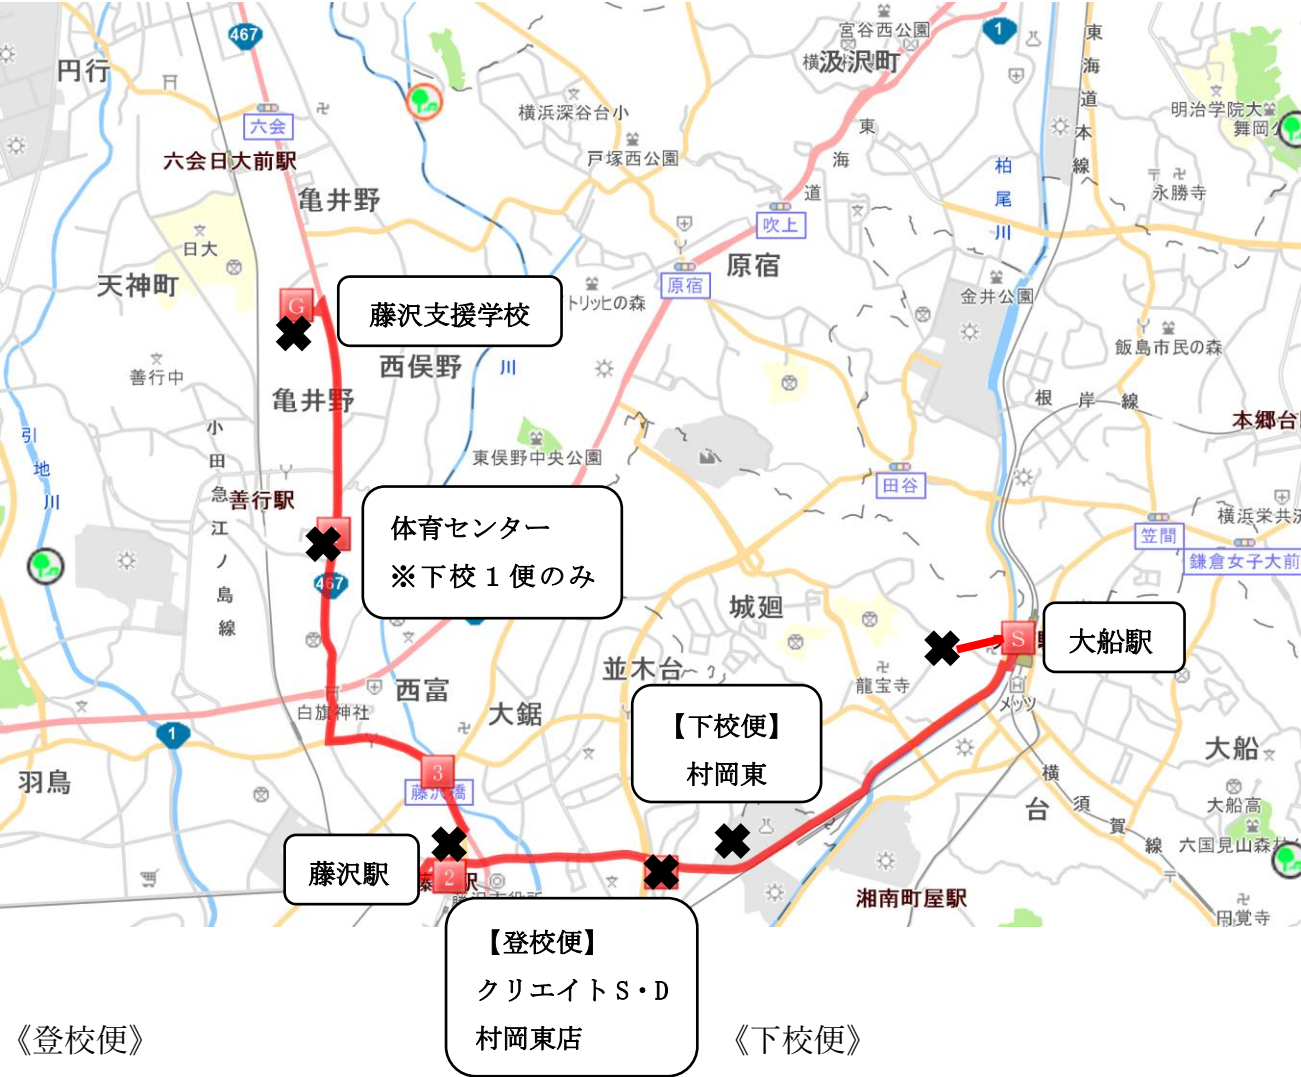 467
1
宮谷西公園
汲沢町
横
東海道本線
円行
横浜深谷台小
明治学院大
舞岡公
六会
東海道
六会日大前駅
戸塚西公園
柏尾川
永勝寺
亀井野
吹上
日大
原宿
天神町
原宿
金井公園
トリッヒの森
藤沢支援学校
G
飯島市民の森
西俣野
川
善行中
亀井野
根岸線
小田急江ノ島線
本郷台
引地川
東俣野中央公園
善行駅
田谷
体育センター
※下校１便のみ
横浜栄共済
笠間
鎌倉女子大前
467
城廻
S
大船駅
並木台
龍宝寺
西富
白旗神社
大鋸
メッツ
【下校便】
村岡東
1
大船
羽鳥
3
藤沢橋
横須賀線
台
大船高
六国見山森林
藤沢駅
2
駅
湘南町屋駅
円覚寺
【登校便】
クリエイトS・D
村岡東店
《登校便》
《下校便》